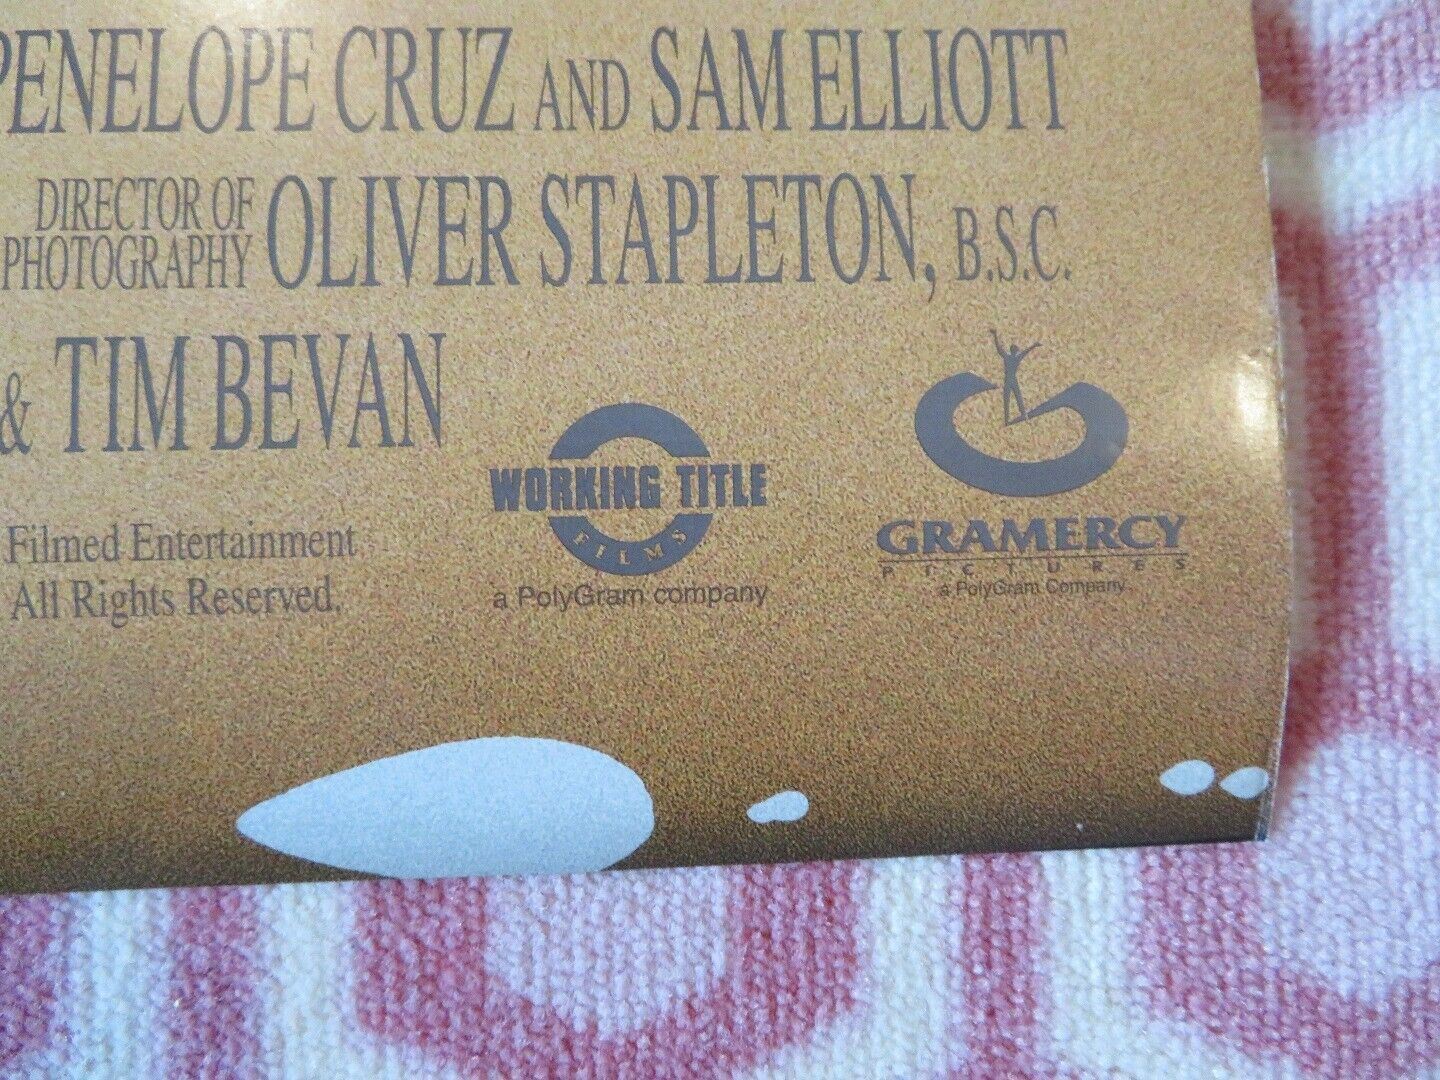 PENELOPE CRUZ AND SAM ELLIOTT
DIRECTOR OF PHOTOGRAPHY OLIVER STAPLETON, B.S.C.
& TIM BEVAN
Filmed Entertainment
All Rights Reserved.
WORKING TITLE
FILMS
a PolyGram company
GRAMERCY
PICTURES
a PolyGram Company